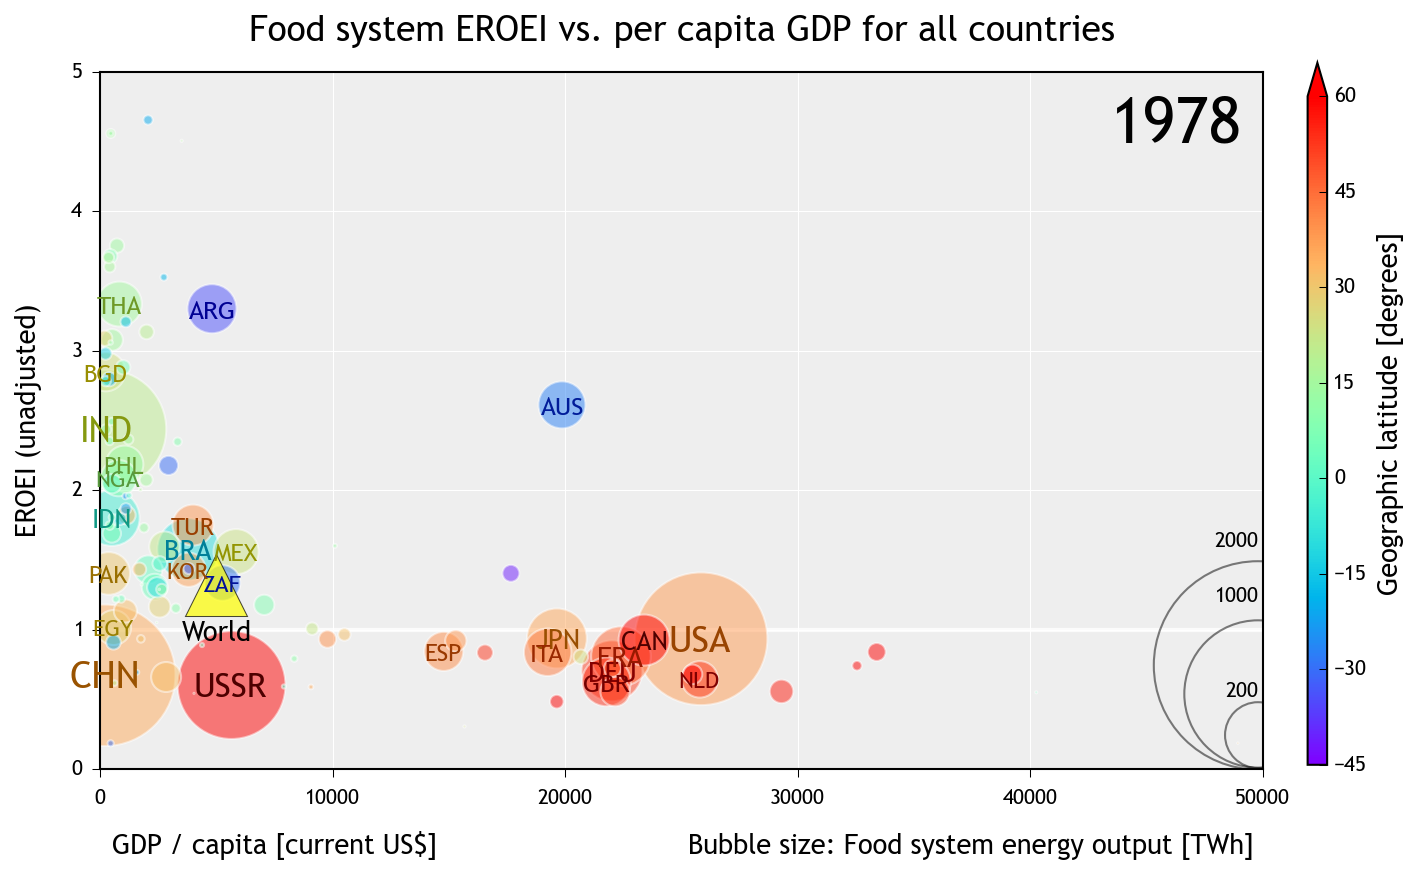 Food system EROEI vs. per capita GDP for all countries
1978
EROEI (unadjusted)
5
4
3
2
1
0
THA
ARG
BGD
AUS
IND
PHL
NGA
IDN
TUR
BRA
MEX
KOR
PAK
ZAF
EGY
World
CHN
USSR
ESP
JPN
ITA
FRA
DEU
GBR
CAN
USA
NLD
2000
1000
200
0
10000
20000
30000
40000
50000
GDP / capita [current US$]
Bubble size: Food system energy output [TWh]
60
45
30
15
0
−15
−30
−45
Geographic latitude [degrees]